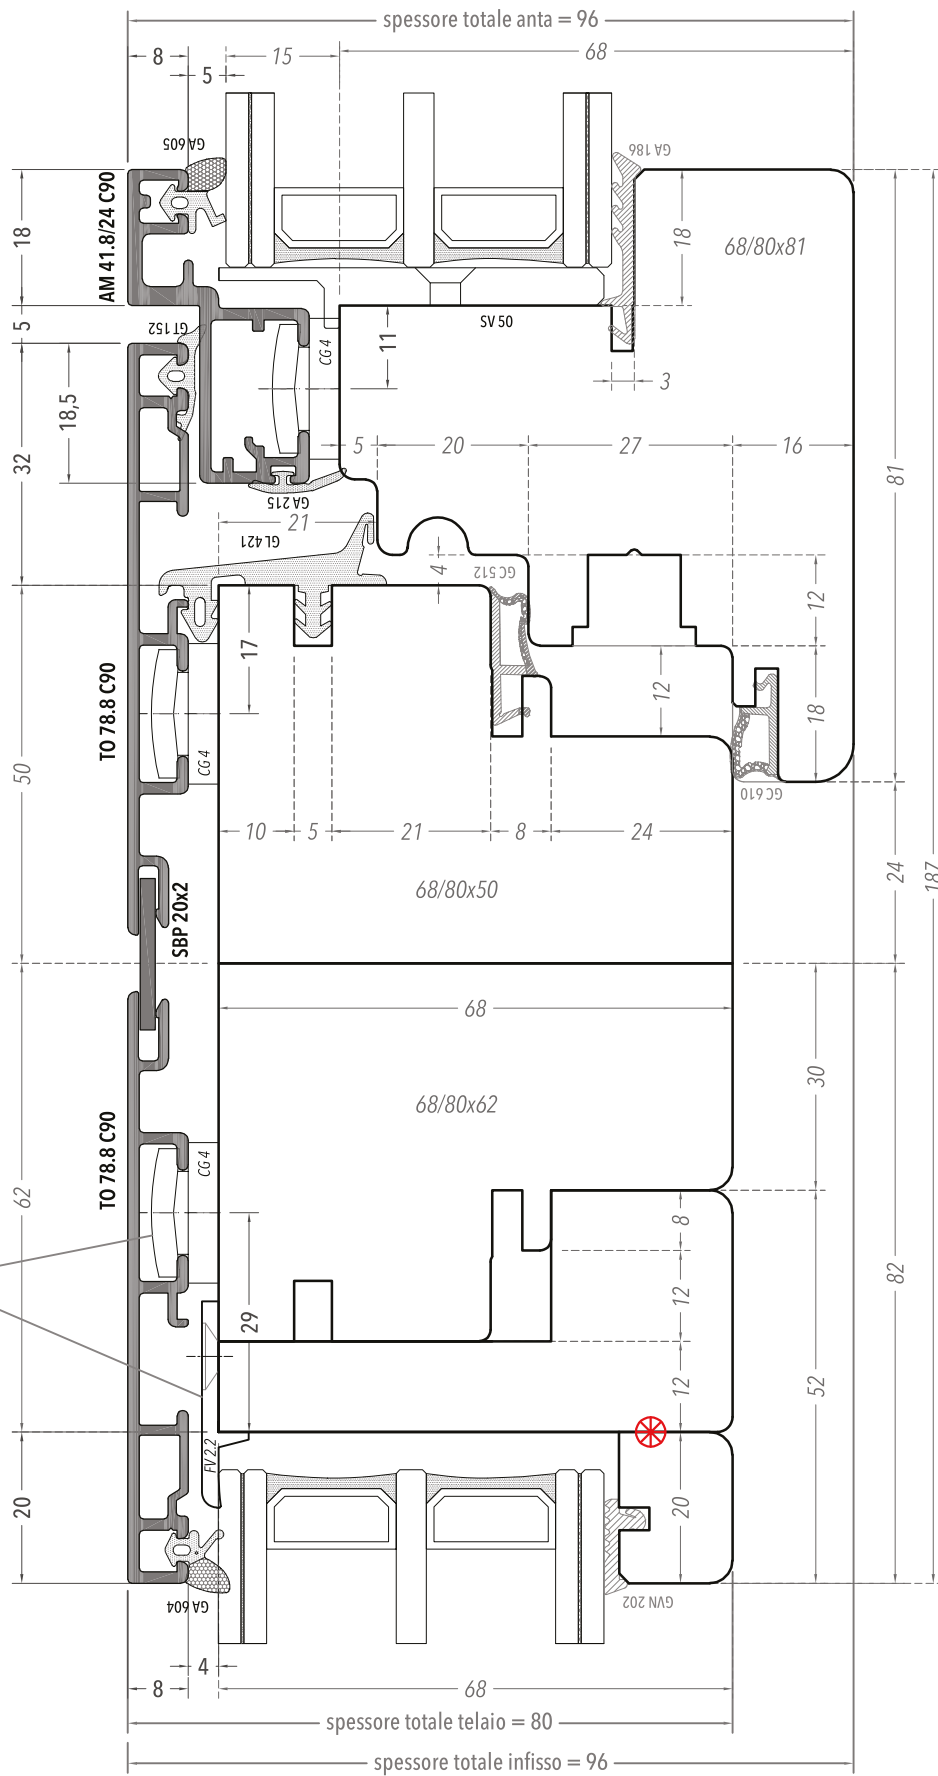 spessore totale anta = 96
8
15
68
5
GA 605
GA 186
AM 41.8/24 C90
18
18
68/80x81
5
GT 152
CG 4
SV 50
11
3
18,5
32
5
20
27
16
81
GA 215
21
GL 421
4
GC 512
12
17
12
18
TO 78.8 C90
CG 4
50
GC 610
10
5
21
8
24
24
187
68/80x50
SBP 20x2
68
30
68/80x62
TO 78.8 C90
CG 4
62
8
82
29
12
12
52
FV 2.2
20
20
GA 604
GVN 202
4
8
68
spessore totale telaio = 80
spessore totale infisso = 96